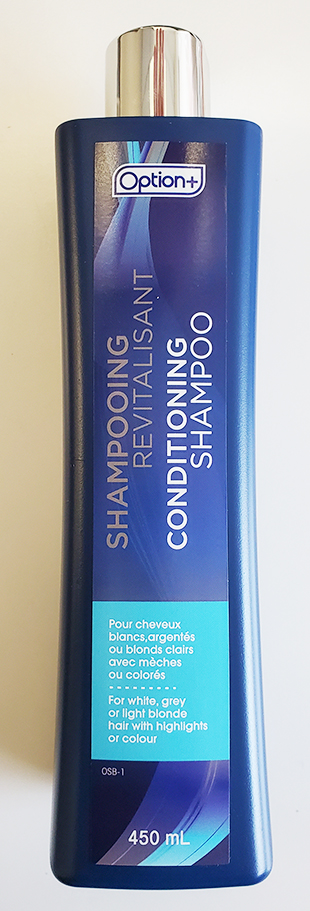 Option+
SHAMPOOING
REVITALISANT
CONDITIONING
SHAMPOO
Pour cheveux
blancs,argentés
ou blonds clairs
avec mèches
ou colorés
For white, grey
or light blonde
hair with highlights
or colour
OSB-1
450 mL